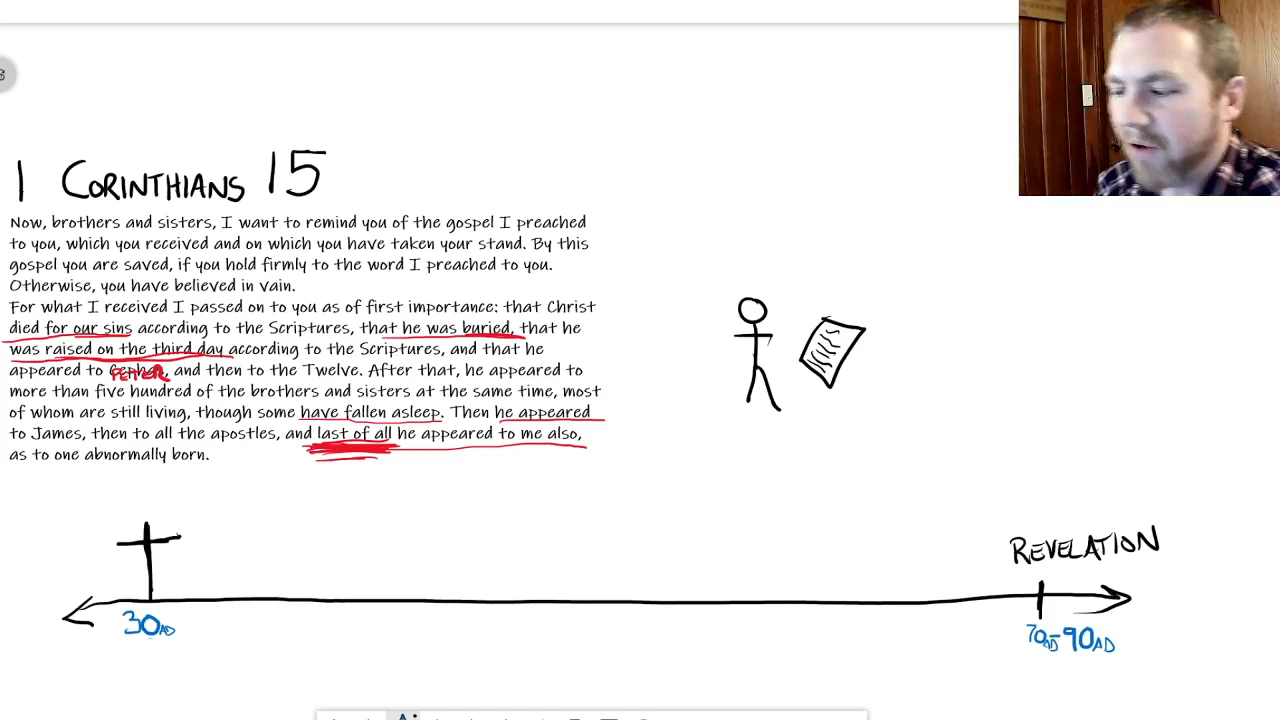 1 CORINTHIANS 15
Now, brothers and sisters, I want to remind you of the gospel I preached
to you, which you received and on which you have taken your stand. By this
gospel you are saved, if you hold firmly to the word I preached to you.
Otherwise, you have believed in vain.
For what I received I passed on to you as of first importance: that Christ
died for our sins according to the Scriptures, that he was buried, that he
was raised on the third day according to the Scriptures, and that he
appeared to PETER, and then to the Twelve. After that, he appeared to
more than five hundred of the brothers and sisters at the same time, most
of whom are still living, though some have fallen asleep. Then he appeared
to James, then to all the apostles, and last of all he appeared to me also,
as to one abnormally born.
REVELATION
30AD
70AD-90AD